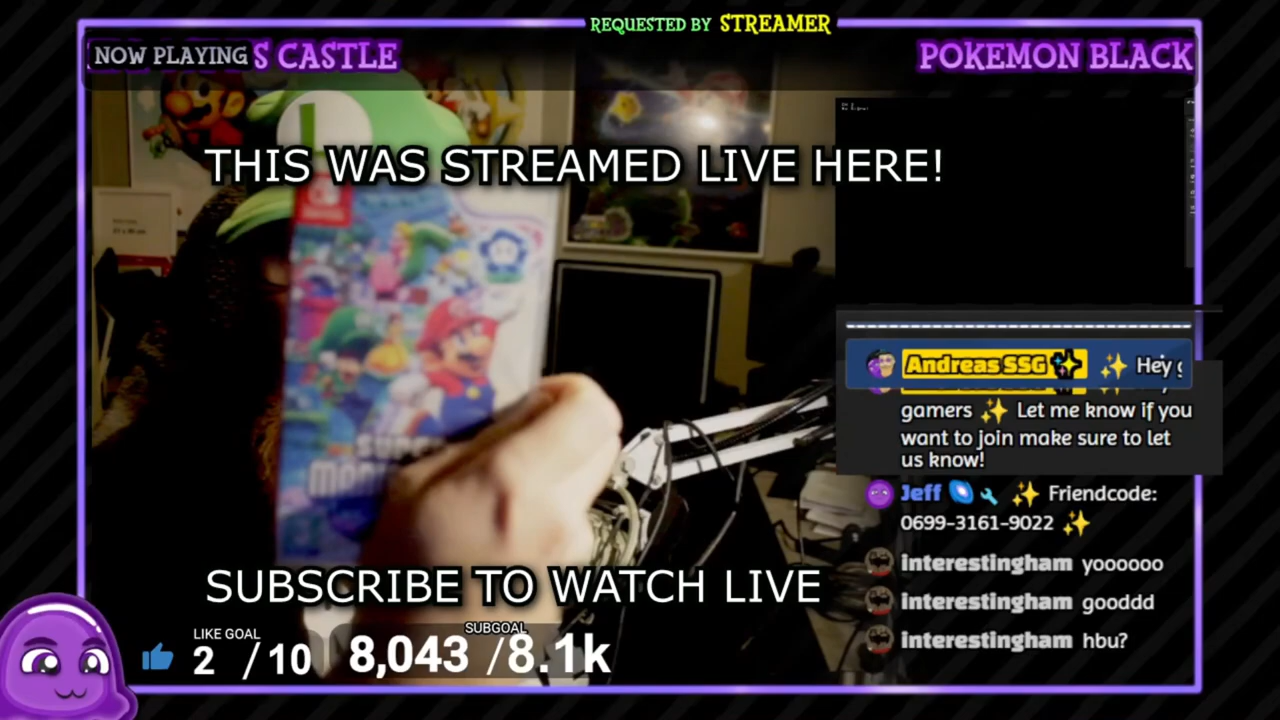 REQUESTED BY STREAMER
NOW PLAYING S CASTLE
POKEMON BLACK
THIS WAS STREAMED LIVE HERE!
Andreas SSG ✨ ✨ Hey g
gamers ✨ Let me know if you
want to join make sure to let
us know!
Jeff ✨ Friendcode:
0699-3161-9022 ✨
interestingham yoooooo
interestingham gooddd
interestingham hbu?
SUPER
SUBSCRIBE TO WATCH LIVE
LIKE GOAL
2 / 10
SUBGOAL
8,043 / 8.1k